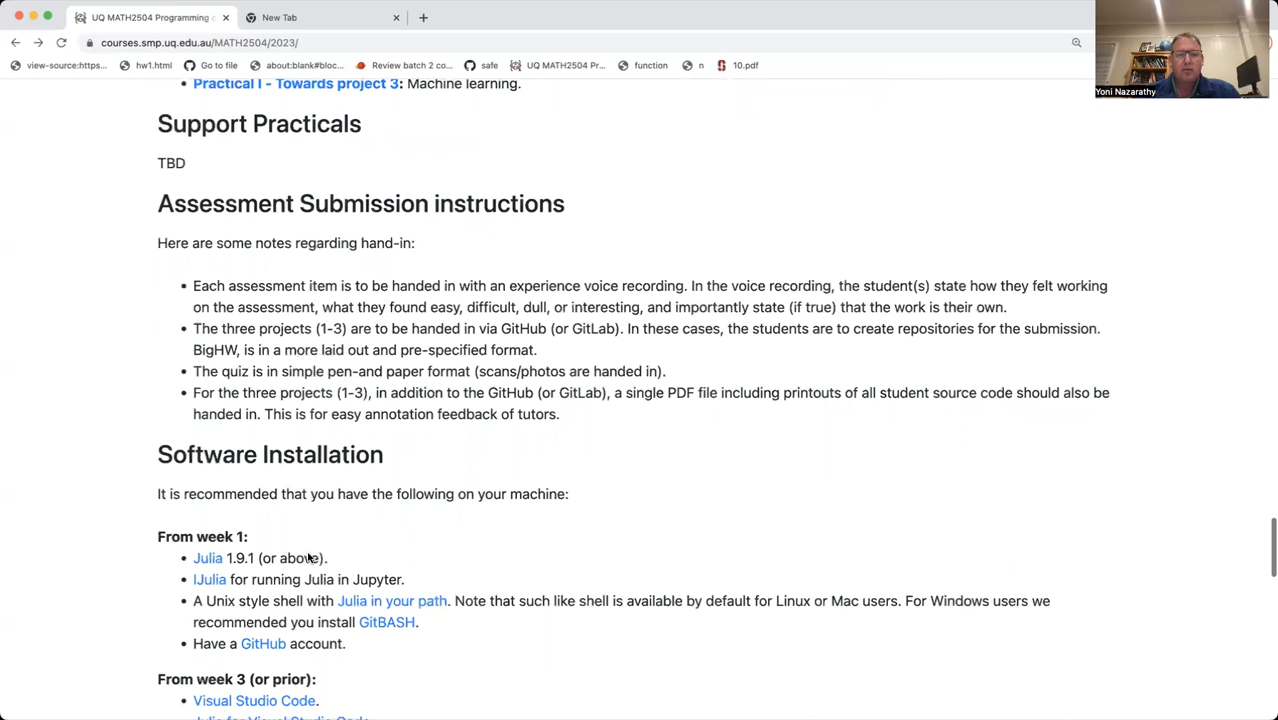 UQ MATH2504 Programming o
New Tab
courses.smp.uq.edu.au/MATH2504/2023/
view-source:https...
hw1.html
Go to file
about:blank#bloc...
Review batch 2 co...
safe
UQ MATH2504 Pr...
function
n
10.pdf
Yoni Nazarathy
• Practical I - Towards project 3: Machine learning.
Support Practicals
TBD
Assessment Submission instructions
Here are some notes regarding hand-in:
• Each assessment item is to be handed in with an experience voice recording. In the voice recording, the student(s) state how they felt working
on the assessment, what they found easy, difficult, dull, or interesting, and importantly state (if true) that the work is their own.
• The three projects (1-3) are to be handed in via GitHub (or GitLab). In these cases, the students are to create repositories for the submission.
BigHW, is in a more laid out and pre-specified format.
• The quiz is in simple pen-and paper format (scans/photos are handed in).
• For the three projects (1-3), in addition to the GitHub (or GitLab), a single PDF file including printouts of all student source code should also be
handed in. This is for easy annotation feedback of tutors.
Software Installation
It is recommended that you have the following on your machine:
From week 1:
• Julia 1.9.1 (or above).
• IJulia for running Julia in Jupyter.
• A Unix style shell with Julia in your path. Note that such like shell is available by default for Linux or Mac users. For Windows users we
recommended you install GitBASH.
• Have a GitHub account.
From week 3 (or prior):
• Visual Studio Code.
Julia for Visual Studio Code